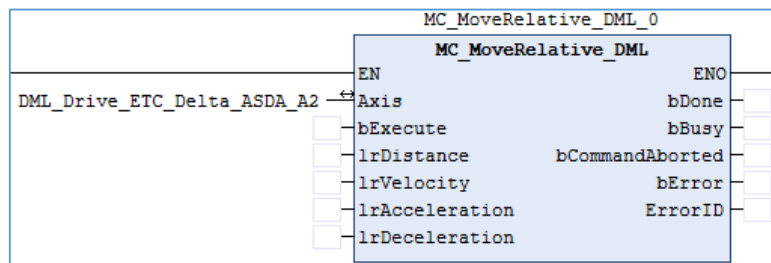 MC_MoveRelative_DML_0
MC_MoveRelative_DML
EN ENO
DML_Drive_ETC_Delta_ASDA_A2 Axis bDone
bExecute bBusy
lrDistance bCommandAborted
lrVelocity bError
lrAcceleration ErrorID
lrDeceleration